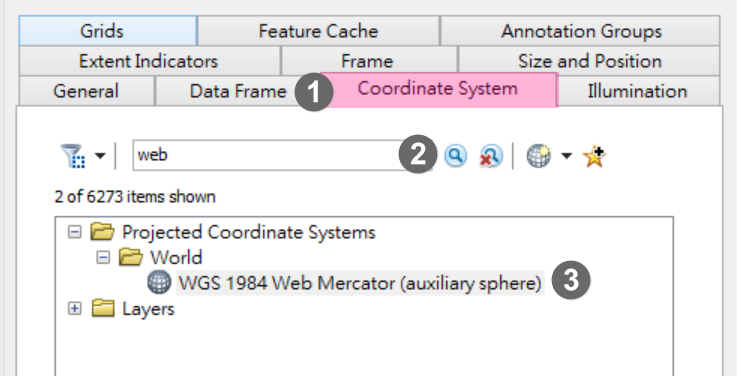 Grids Feature Cache Annotation Groups
Extent Indicators Frame Size and Position
General Data Frame 1 Coordinate System Illumination
web 2
2 of 6273 items shown
Projected Coordinate Systems
World
WGS 1984 Web Mercator (auxiliary sphere) 3
Layers